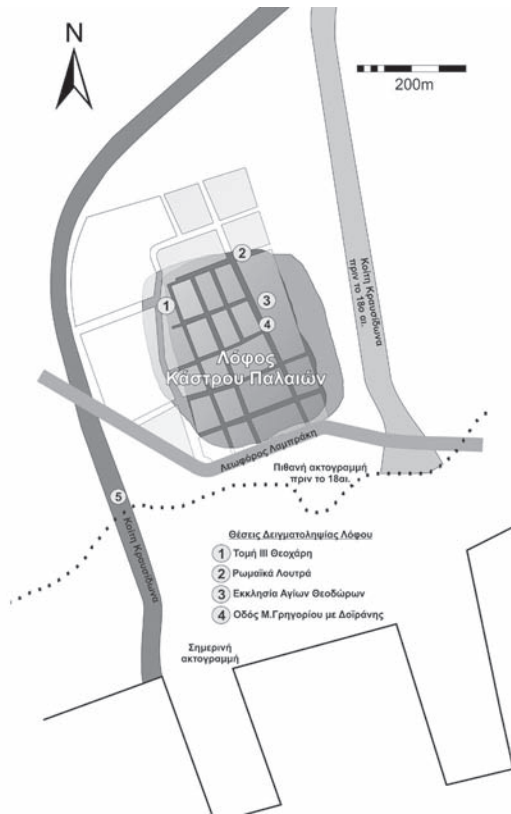 N
200m
Κοίτη Κραυσίδωνα
πριν το 18ο αι.
2
1
3
4
Λόφος
Κάστρου Παλαιών
Λεωφόρος Λαμπράκη
Πιθανή ακτογραμμή
πριν το 18αι.
5
Κοίτη Κραυσίδωνα
Θέσεις Δειγματοληψίας Λόφου
1 Τομή ΙΙΙ Θεοχάρη
2 Ρωμαϊκά Λουτρά
3 Εκκλησία Αγίων Θεοδώρων
4 Οδός Μ.Γρηγορίου με Δοϊράνης
Σημερινή
ακτογραμμή